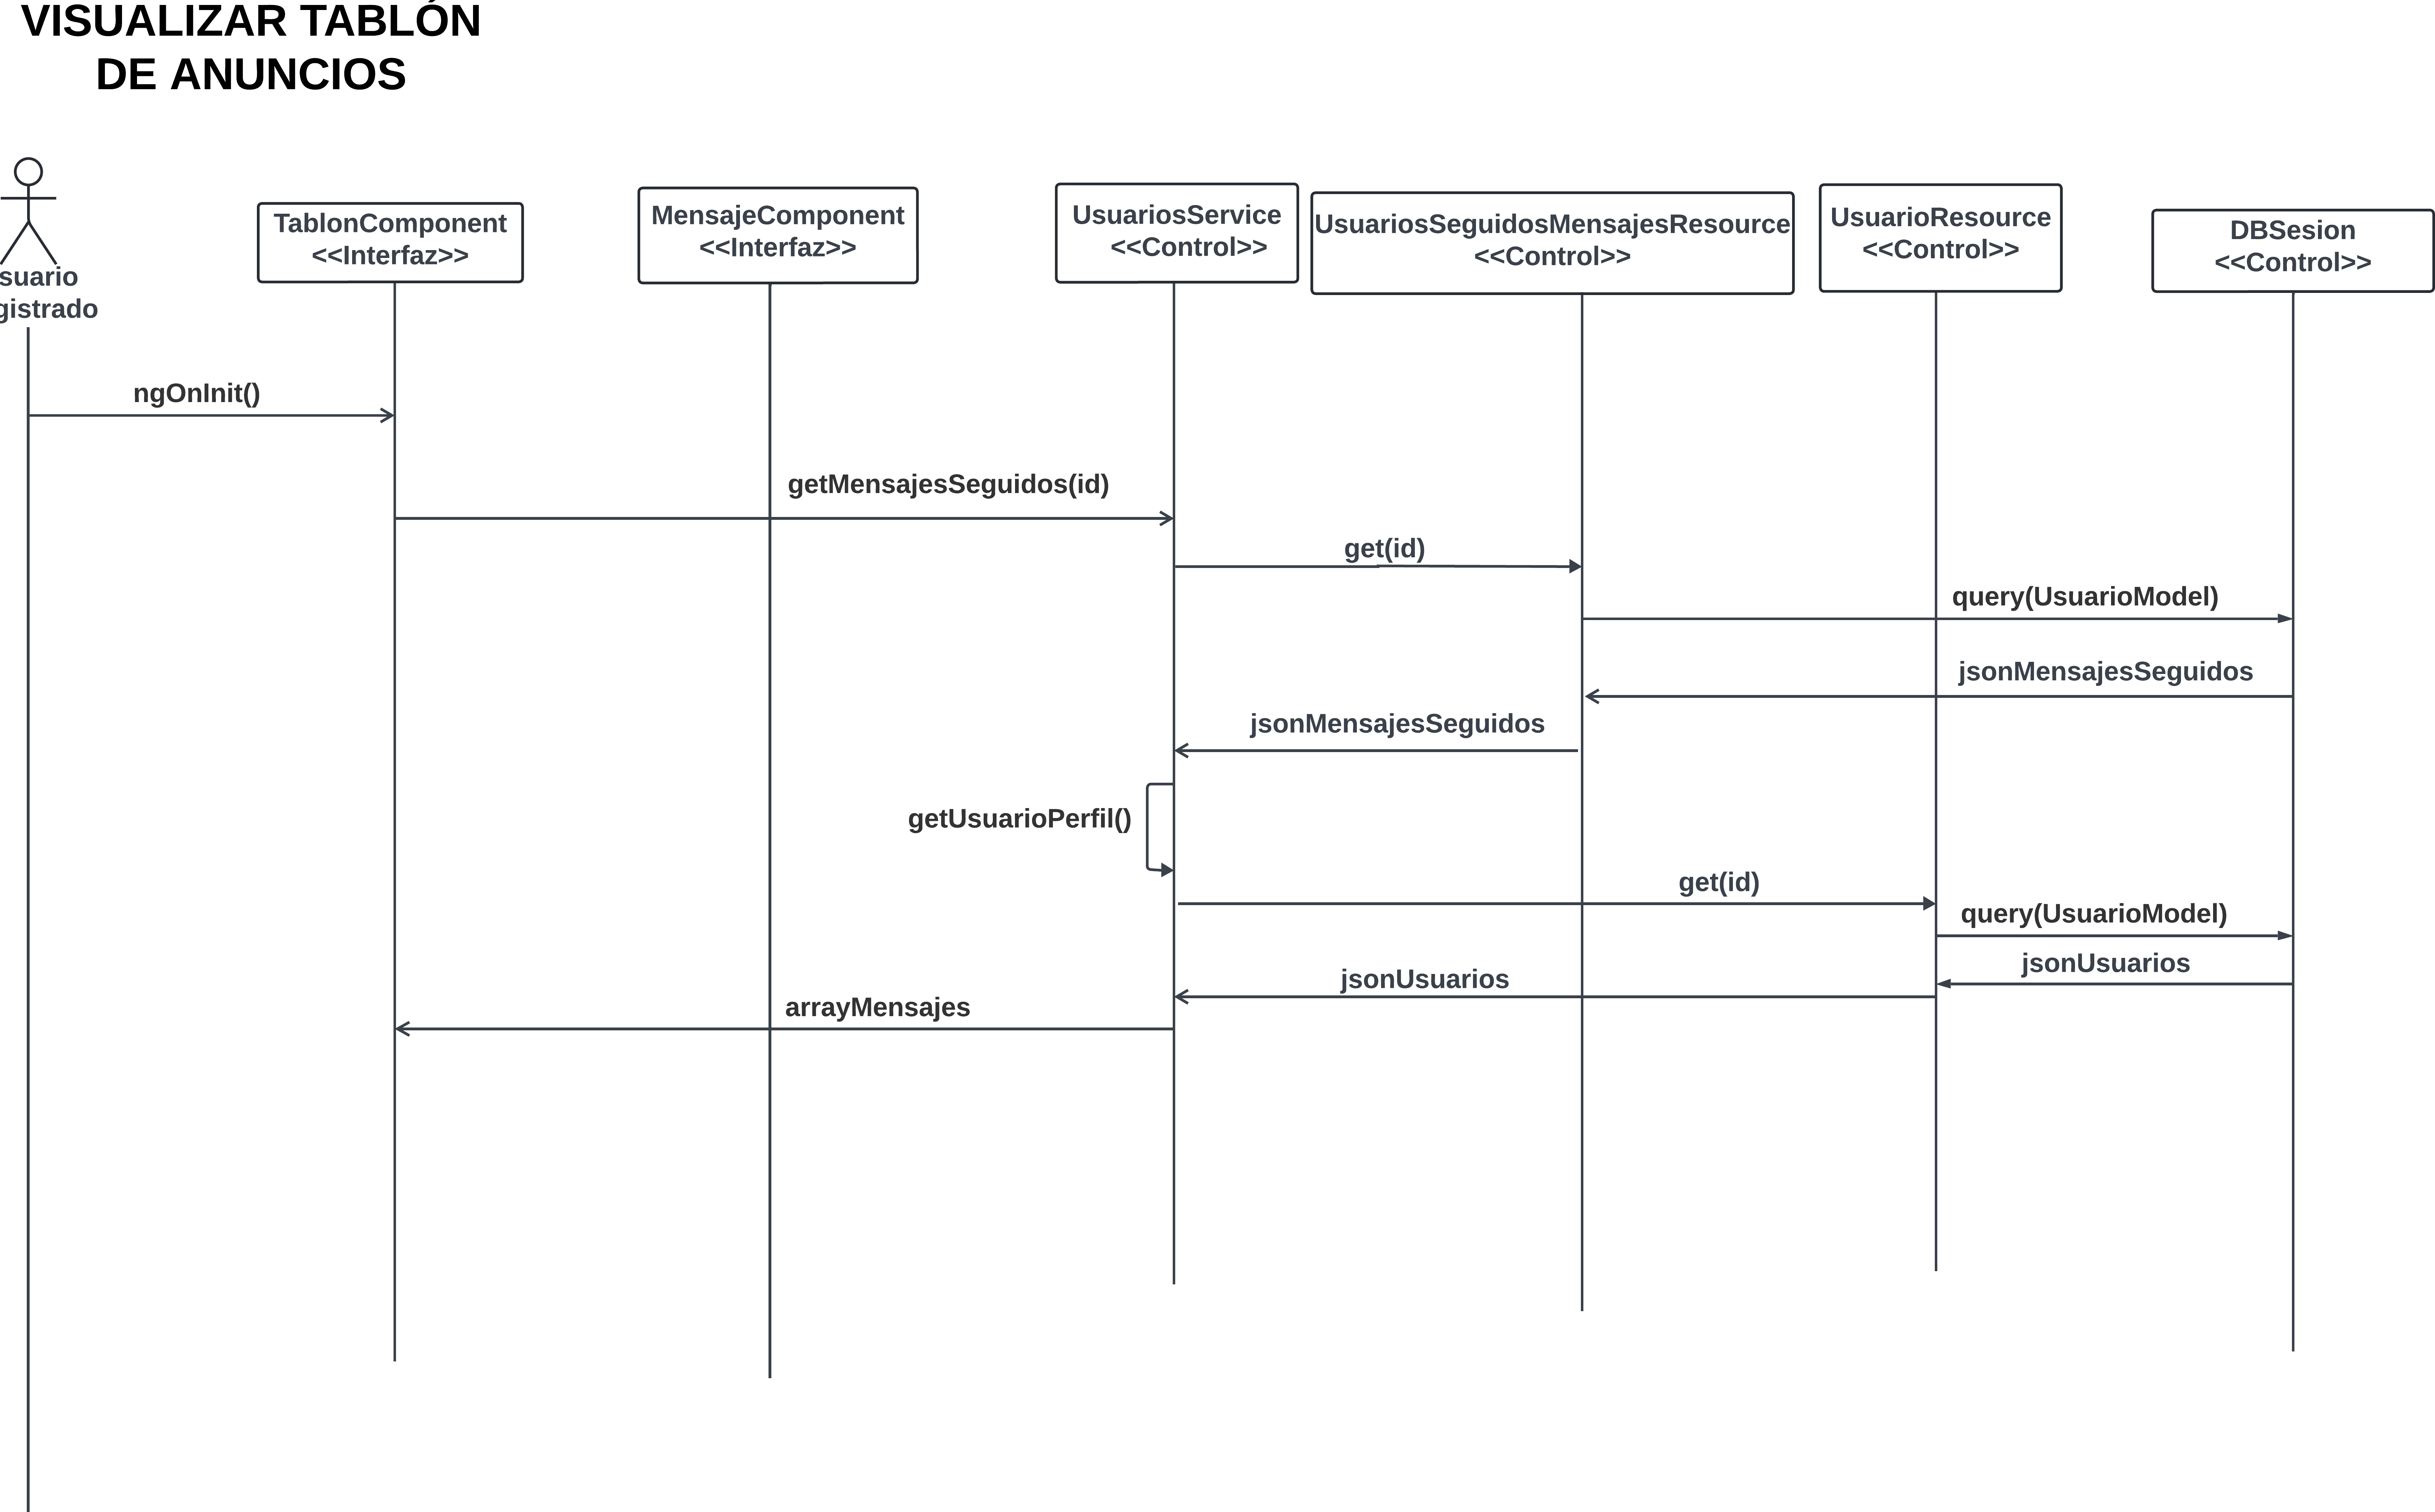 VISUALIZAR TABLÓN
DE ANUNCIOS
suario
gistrado
TablonComponent
<<Interfaz>>
MensajeComponent
<<Interfaz>>
UsuariosService
<<Control>>
UsuariosSeguidosMensajesResource
<<Control>>
UsuarioResource
<<Control>>
DBSesion
<<Control>>
ngOnInit()
getMensajesSeguidos(id)
get(id)
query(UsuarioModel)
jsonMensajesSeguidos
jsonMensajesSeguidos
getUsuarioPerfil()
get(id)
query(UsuarioModel)
jsonUsuarios
jsonUsuarios
arrayMensajes